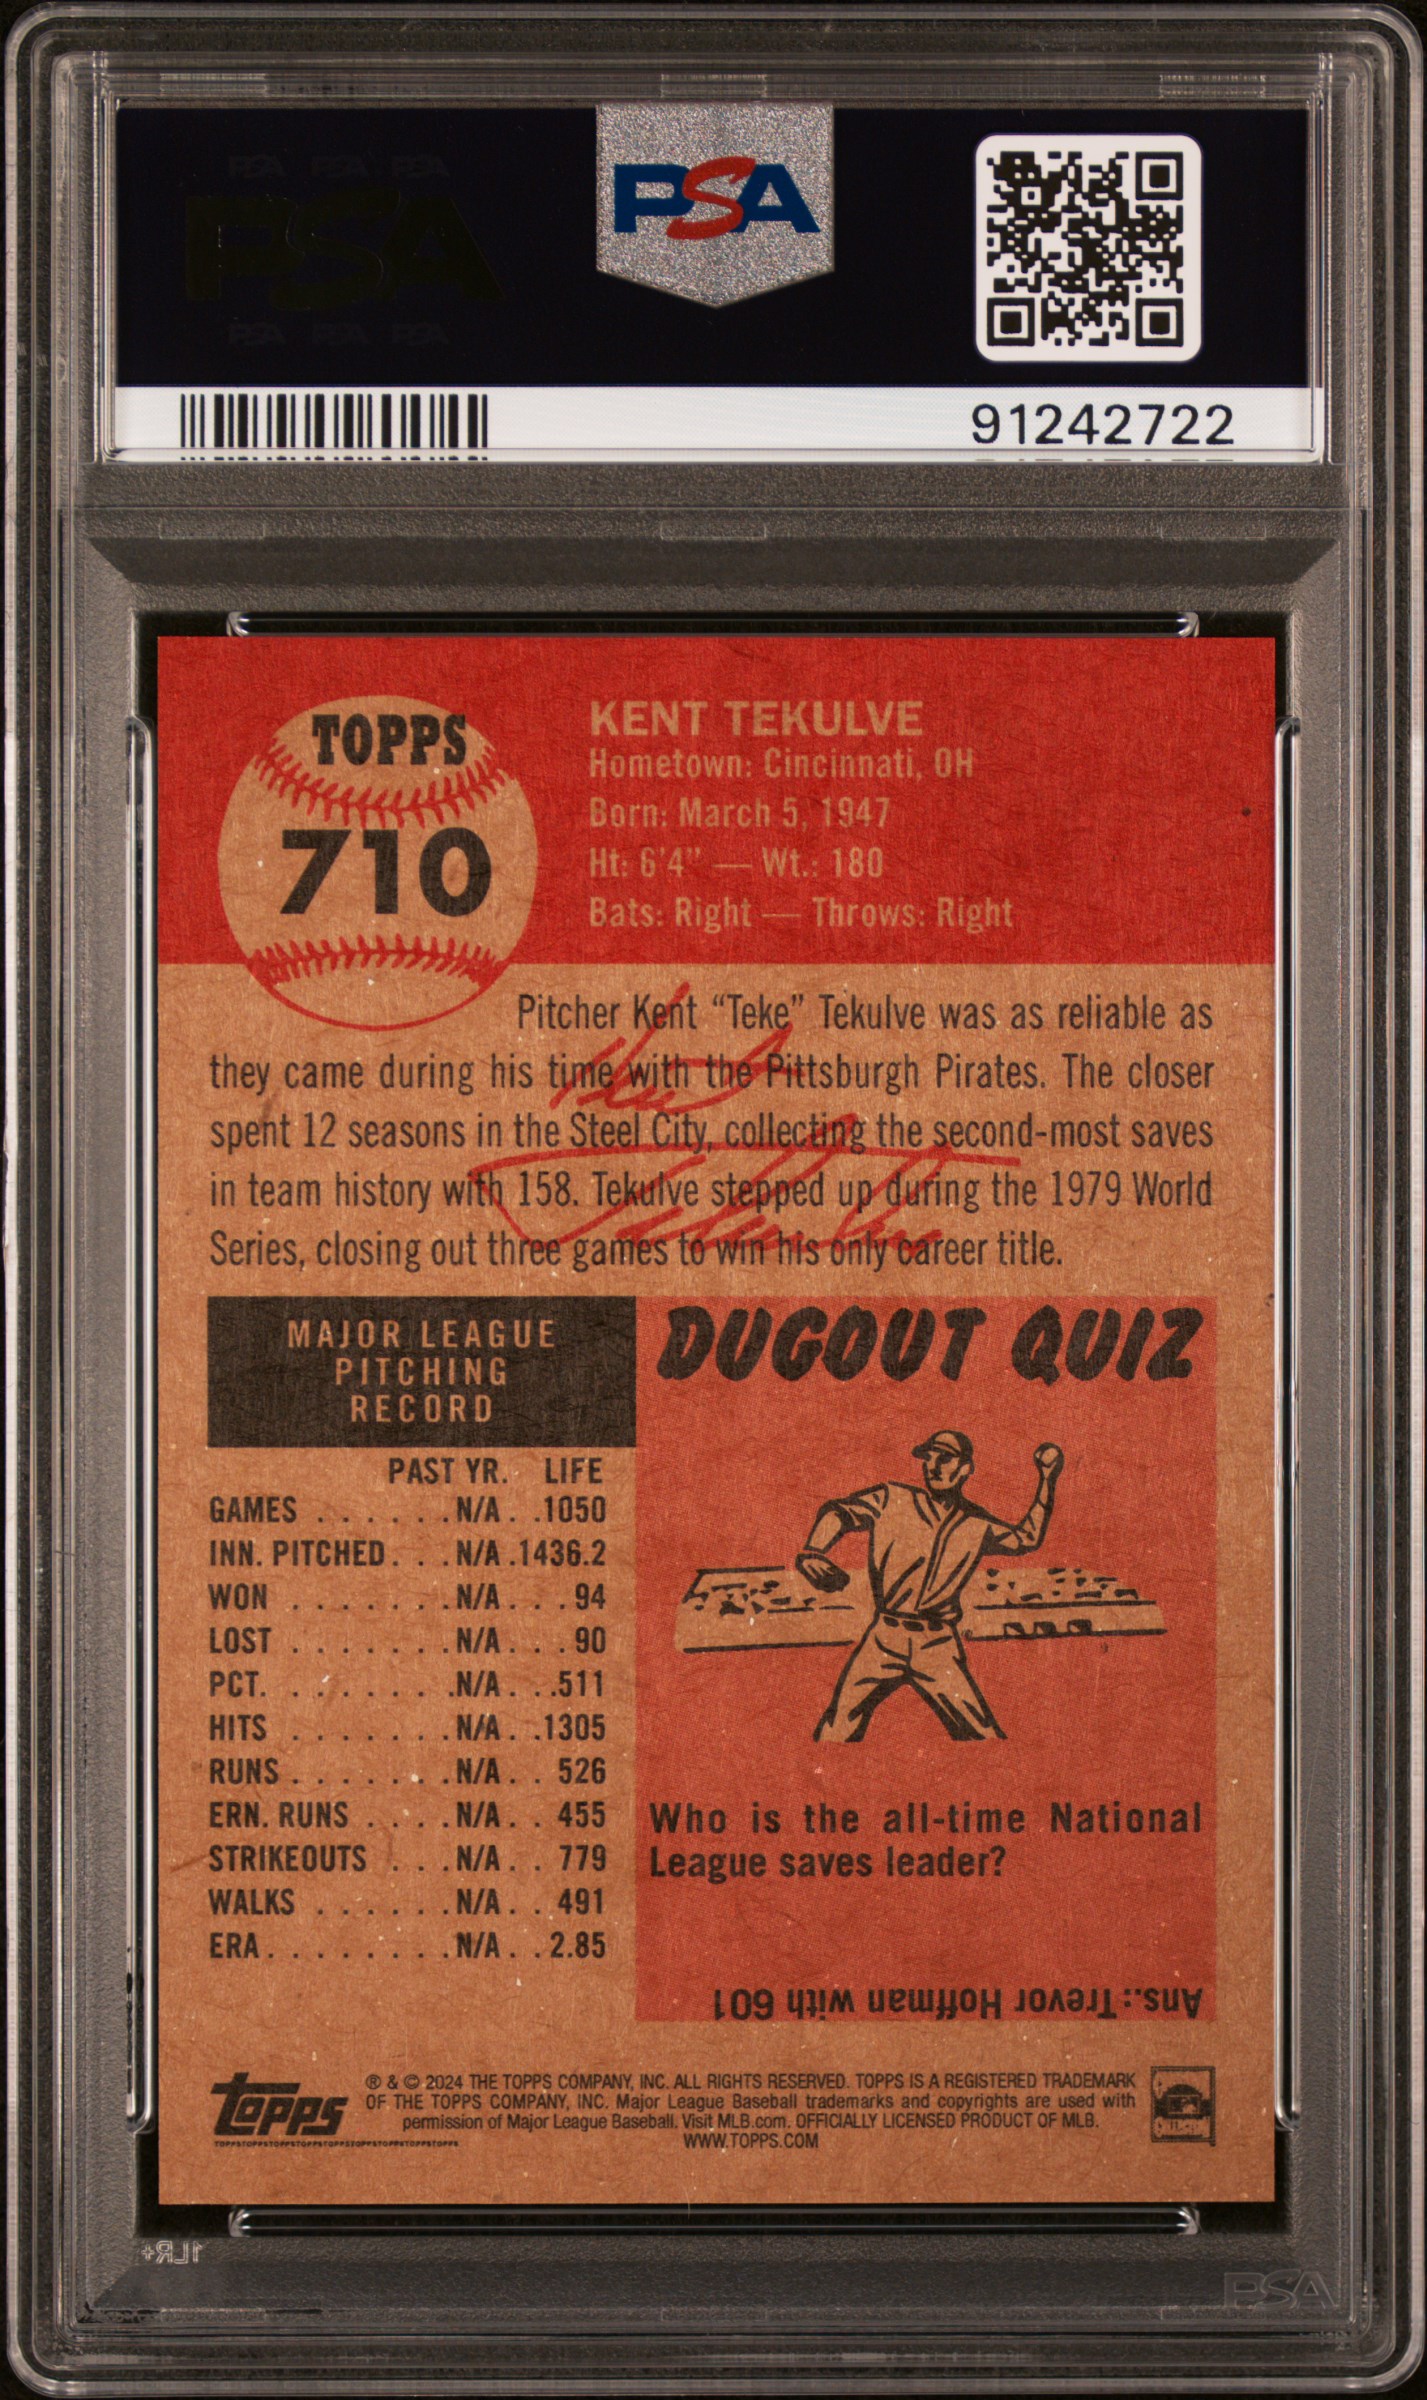 PSA
91242722
TOPPS
710
KENT TEKULVE
Hometown: Cincinnati, OH
Born: March 5, 1947
Ht: 6'4" — Wt.: 180
Bats: Right — Throws: Right
Pitcher Kent “Teke” Tekulve was as reliable as
they came during his time with the Pittsburgh Pirates. The closer
spent 12 seasons in the Steel City, collecting the second-most saves
in team history with 158. Tekulve stepped up during the 1979 World
Series, closing out three games to win his only career title.
Kent
Tekulve
MAJOR LEAGUE
PITCHING
RECORD
PAST YR. LIFE
GAMES . . . . . . N/A . . .1050
INN. PITCHED. . . N/A .1436.2
WON . . . . . . . N/A . . . 94
LOST . . . . . . . N/A . . . 90
PCT. . . . . . . . .N/A . . .511
HITS . . . . . . . N/A . .1305
RUNS . . . . . . . N/A . . 526
ERN. RUNS . . . . N/A . . 455
STRIKEOUTS . . . N/A . . 779
WALKS . . . . . . N/A . . 491
ERA. . . . . . . . N/A . . 2.85
DUGOUT QUIZ
Who is the all-time National
League saves leader?
Ans.: Trevor Hoffman with 601
topps
® & © 2024 THE TOPPS COMPANY, INC. ALL RIGHTS RESERVED. TOPPS IS A REGISTERED TRADEMARK
OF THE TOPPS COMPANY, INC. Major League Baseball trademarks and copyrights are used with
permission of Major League Baseball. Visit MLB.com. OFFICIALLY LICENSED PRODUCT OF MLB.
WWW.TOPPS.COM
1LR+
PSA